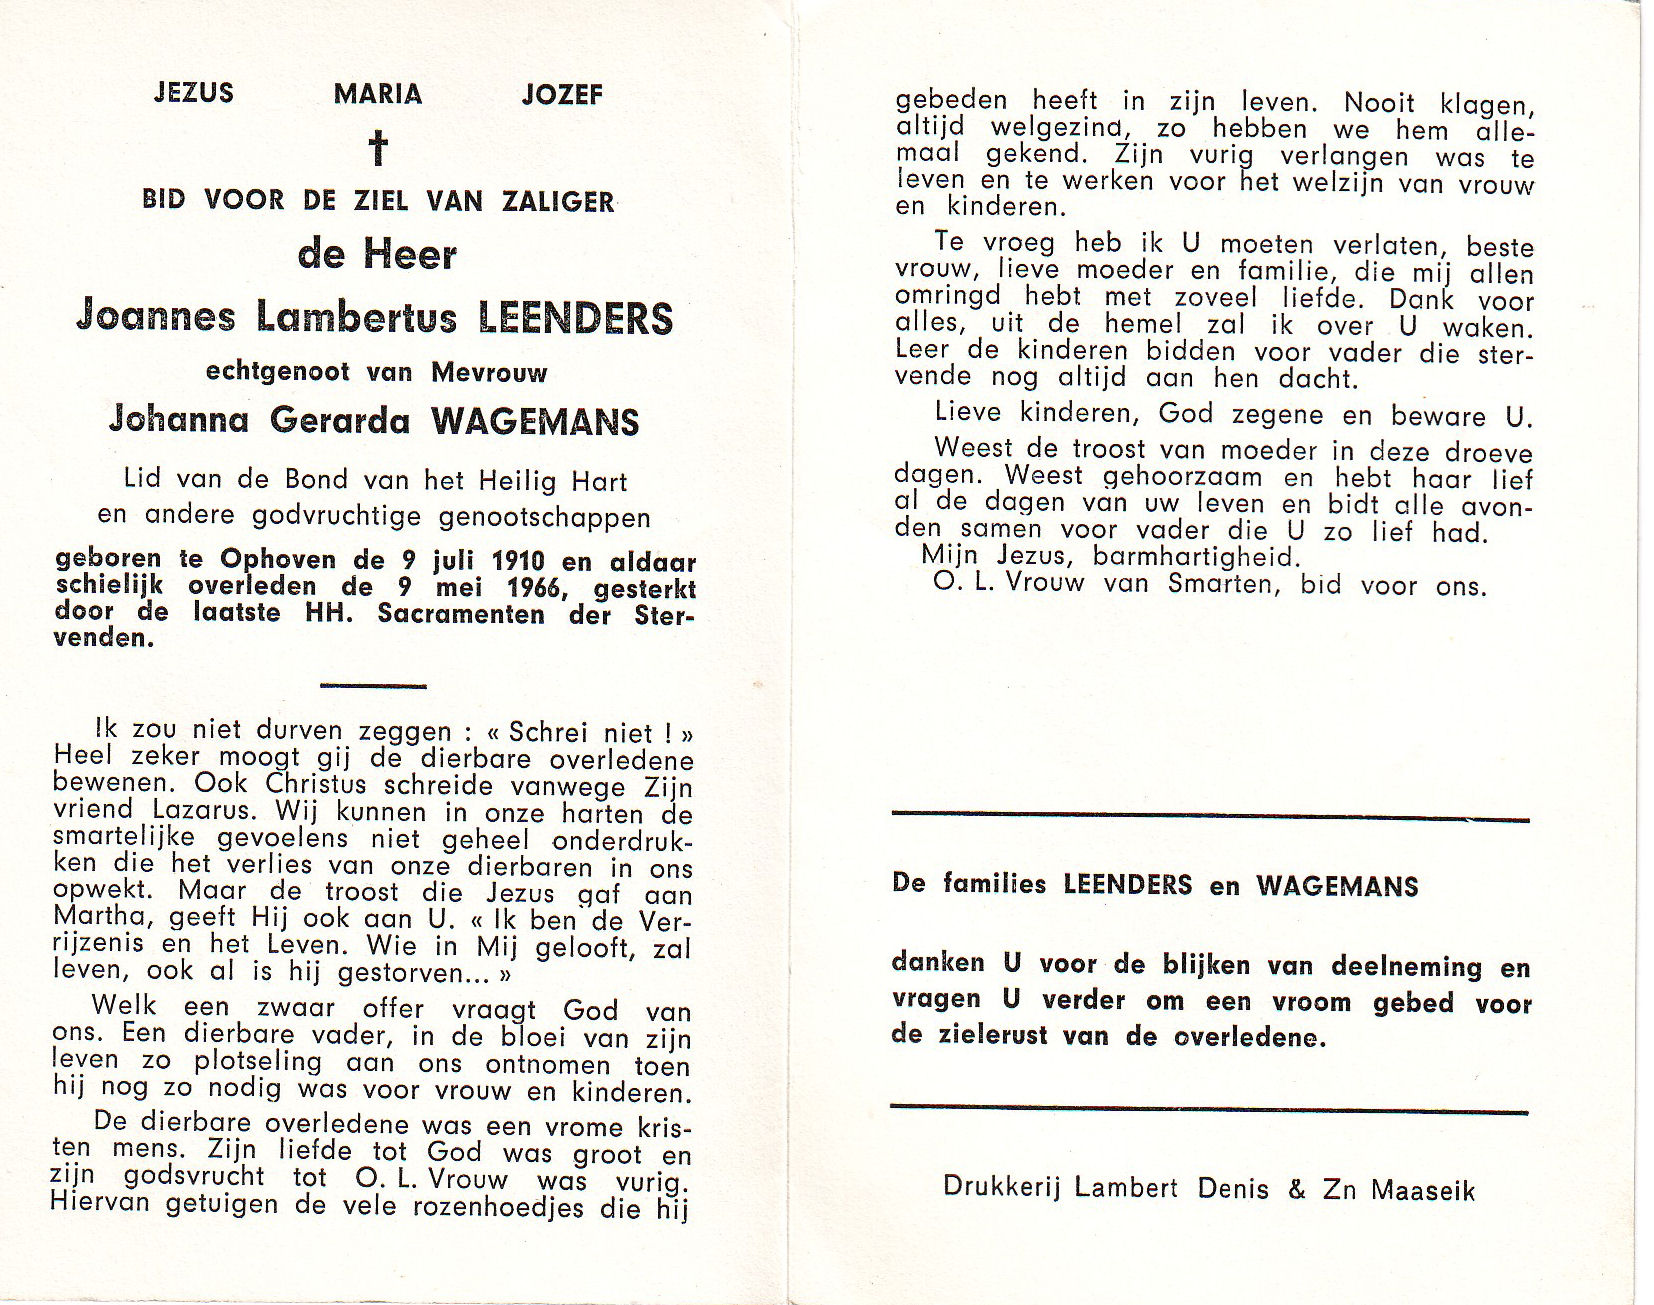 JEZUS MARIA JOZEF
✝
BID VOOR DE ZIEL VAN ZALIGER
de Heer
Joannes Lambertus LEENDERS
echtgenoot van Mevrouw
Johanna Gerarda WAGEMANS
Lid van de Bond van het Heilig Hart
en andere godvruchtige genootschappen
geboren te Ophoven de 9 juli 1910 en aldaar
schielijk overleden de 9 mei 1966, gesterkt
door de laatste HH. Sacramenten der Ster-
venden.
Ik zou niet durven zeggen : « Schrei niet ! »
Heel zeker moogt gij de dierbare overledene
bewenen. Ook Christus schreide vanwege Zijn
vriend Lazarus. Wij kunnen in onze harten de
smartelijke gevoelens niet geheel onderdruk-
ken die het verlies van onze dierbaren in ons
opwekt. Maar de troost die Jezus gaf aan
Martha, geeft Hij ook aan U. « Ik ben de Ver-
rijzenis en het Leven. Wie in Mij gelooft, zal
leven, ook al is hij gestorven... »
Welk een zwaar offer vraagt God van
ons. Een dierbare vader, in de bloei van zijn
leven zo plotseling aan ons ontnomen toen
hij nog zo nodig was voor vrouw en kinderen.
De dierbare overledene was een vrome kris-
ten mens. Zijn liefde tot God was groot en
zijn godsvrucht tot O. L. Vrouw was vurig.
Hiervan getuigen de vele rozenhoedjes die hij
gebeden heeft in zijn leven. Nooit klagen,
altijd welgezind, zo hebben we hem alle-
maal gekend. Zijn vurig verlangen was te
leven en te werken voor het welzijn van vrouw
en kinderen.
Te vroeg heb ik U moeten verlaten, beste
vrouw, lieve moeder en familie, die mij allen
omringd hebt met zoveel liefde. Dank voor
alles, uit de hemel zal ik over U waken.
Leer de kinderen bidden voor vader die ster-
vende nog altijd aan hen dacht.
Lieve kinderen, God zegene en beware U.
Weest de troost van moeder in deze droeve
dagen. Weest gehoorzaam en hebt haar lief
al de dagen van uw leven en bidt alle avon-
den samen voor vader die U zo lief had.
Mijn Jezus, barmhartigheid.
O. L. Vrouw van Smarten, bid voor ons.
De families LEENDERS en WAGEMANS
danken U voor de blijken van deelneming en
vragen U verder om een vroom gebed voor
de zielerust van de overledene.
Drukkerij Lambert Denis & Zn Maaseik